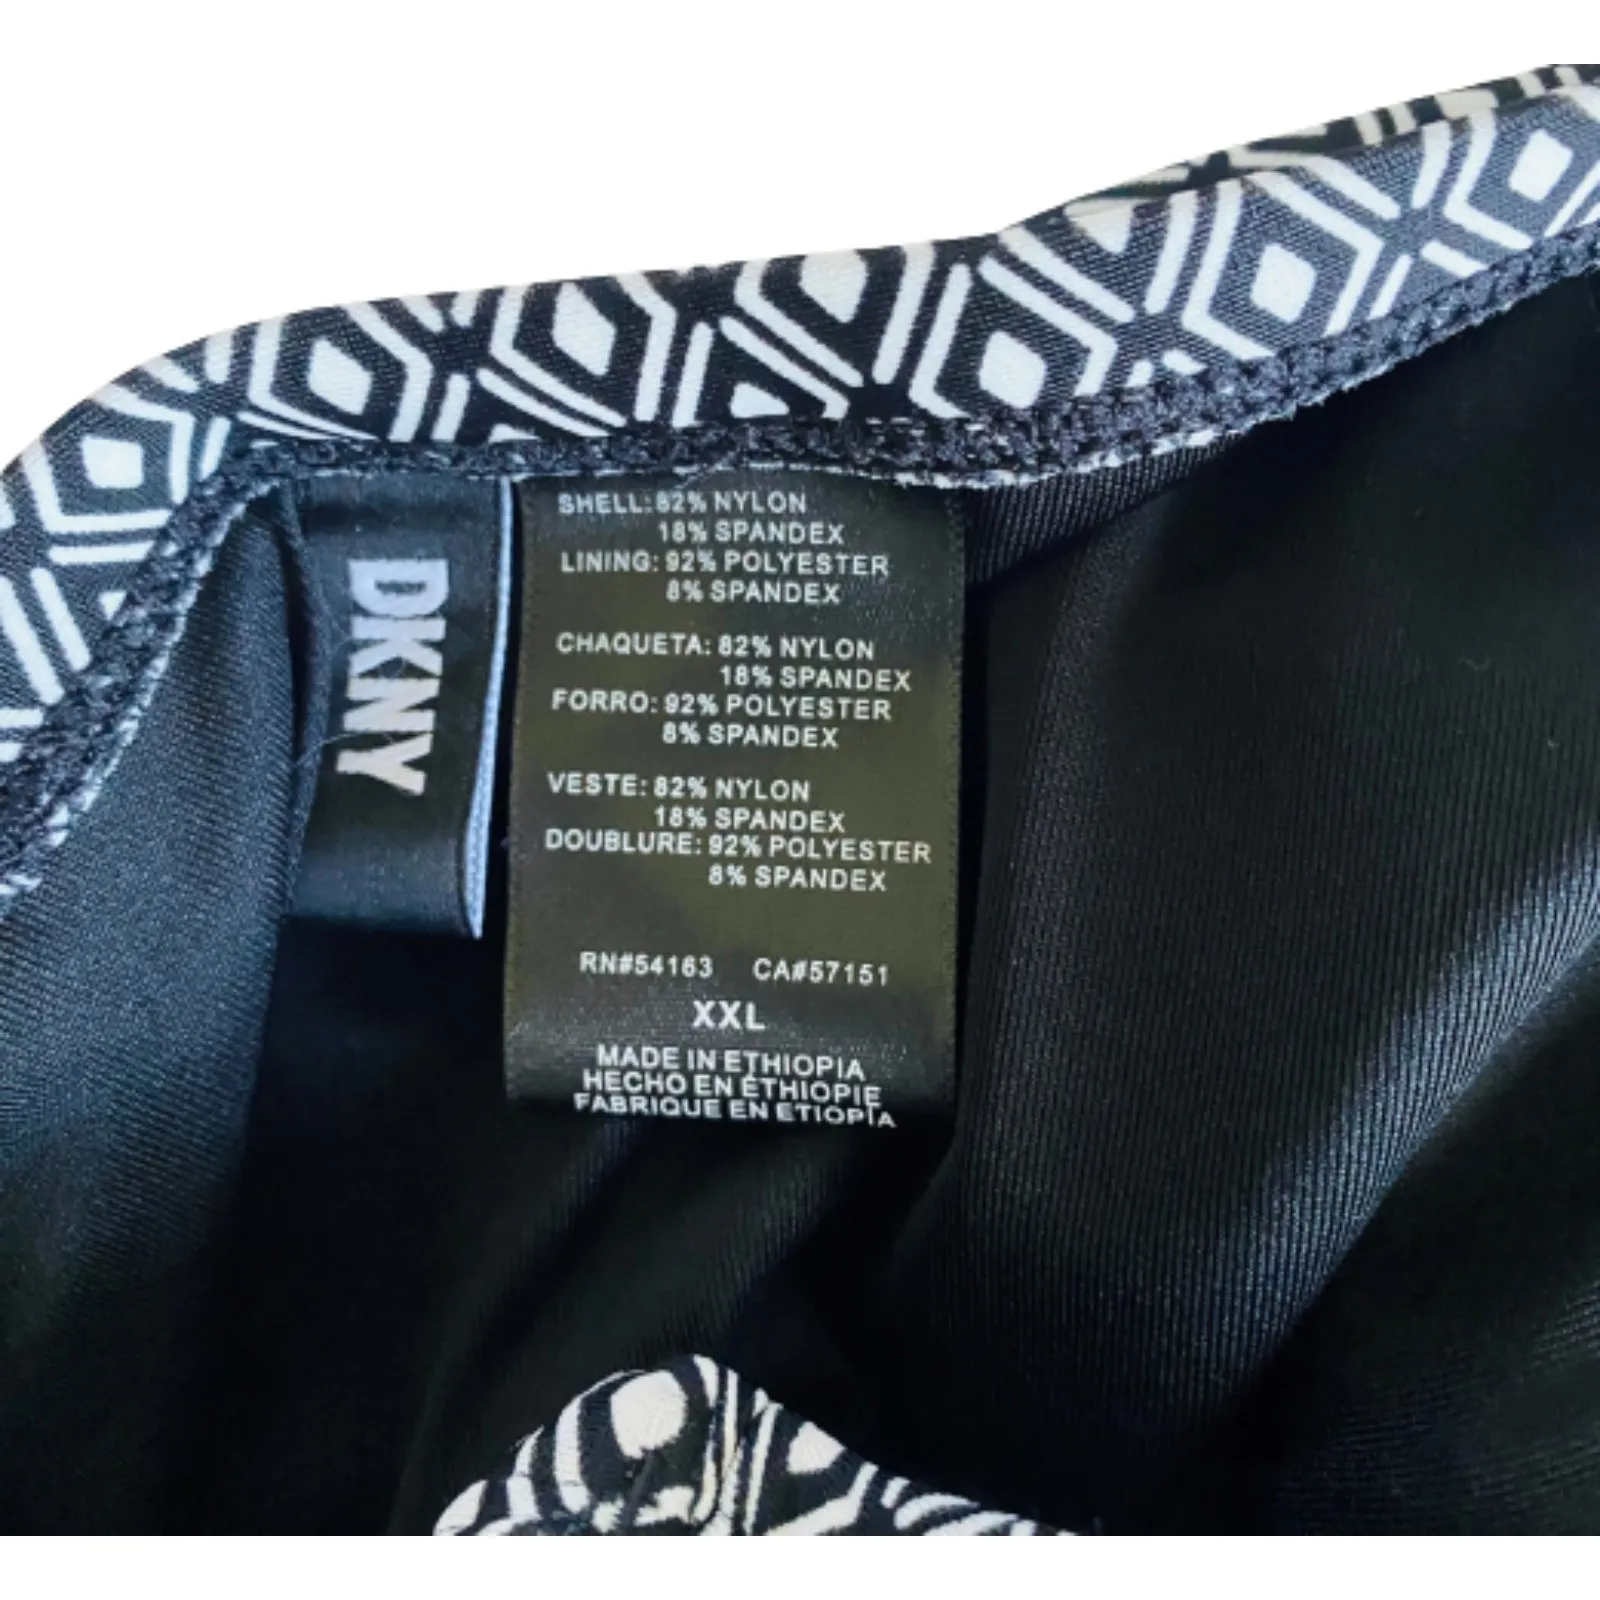 DKNY
SHELL: 82% NYLON
18% SPANDEX
LINING: 92% POLYESTER
8% SPANDEX
CHAQUETA: 82% NYLON
18% SPANDEX
FORRO: 92% POLYESTER
8% SPANDEX
VESTE: 82% NYLON
18% SPANDEX
DOUBLURE: 92% POLYESTER
8% SPANDEX
RN#54163 CA#57151
XXL
MADE IN ETHIOPIA
HECHO EN ÉTHIOPIE
FABRIQUE EN ETIOPÍA